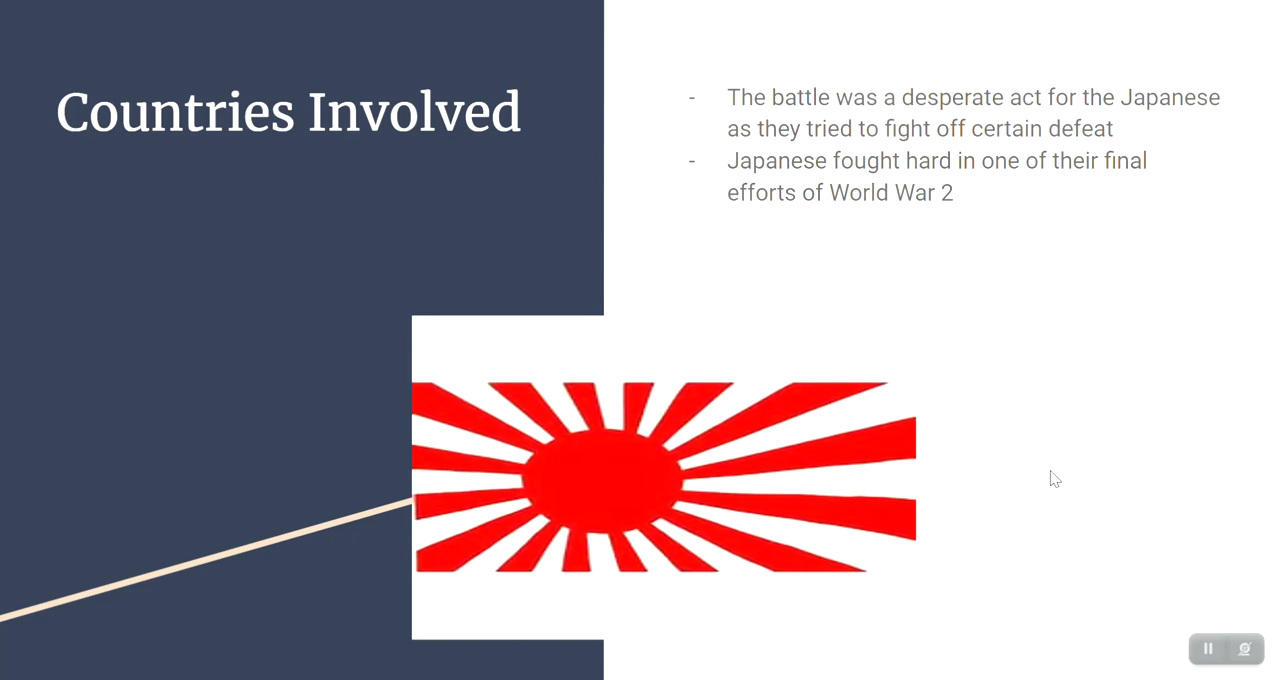 Countries Involved
- The battle was a desperate act for the Japanese
as they tried to fight off certain defeat
- Japanese fought hard in one of their final
efforts of World War 2